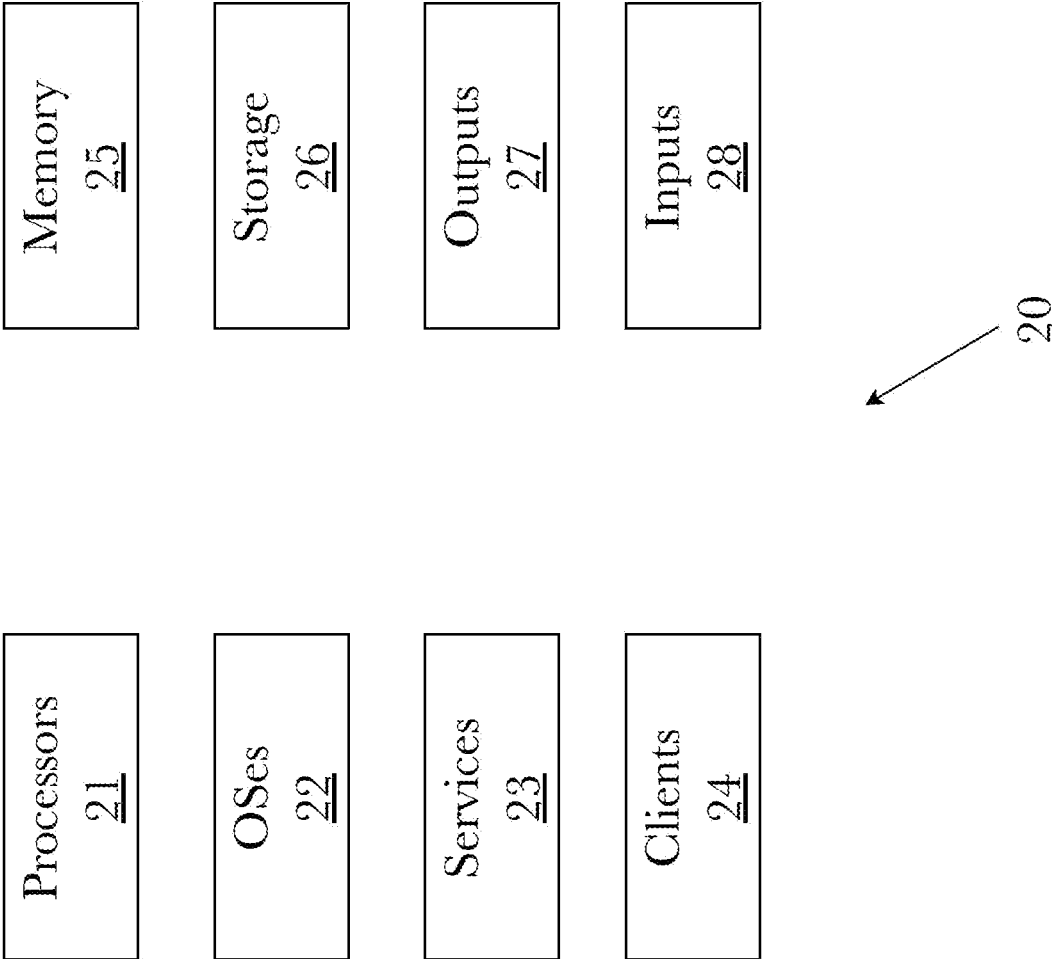 Processors
21
OSes
22
Services
23
Clients
24
Memory
25
Storage
26
Outputs
27
Inputs
28
20